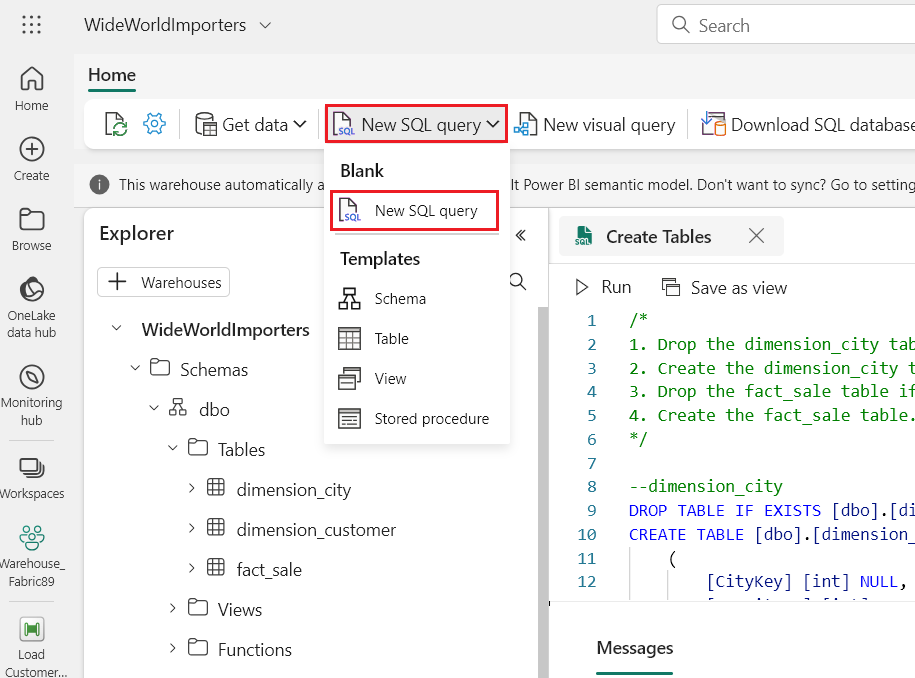 WideWorldImporters
Search
Home
Home
Create
Browse
OneLake
data hub
Monitoring
hub
Workspaces
Warehouse_
Fabric89
Load
Customer...
Get data
SQL
New SQL query
New visual query
Download SQL database
This warehouse automatically a
lt Power BI semantic model. Don't want to sync? Go to setting
Blank
SQL
New SQL query
Templates
Schema
Table
View
Stored procedure
Explorer
Warehouses
WideWorldImporters
Schemas
dbo
Tables
dimension_city
dimension_customer
fact_sale
Views
Functions
SQL
Create Tables
Run
Save as view
1 /*
2 1. Drop the dimension_city tab
3 2. Create the dimension_city t
4 3. Drop the fact_sale table if
5 4. Create the fact_sale table.
6 */
7
8 --dimension_city
9 DROP TABLE IF EXISTS [dbo].[di
10 CREATE TABLE [dbo].[dimension_
11 (
12 [CityKey] [int] NULL,
Messages